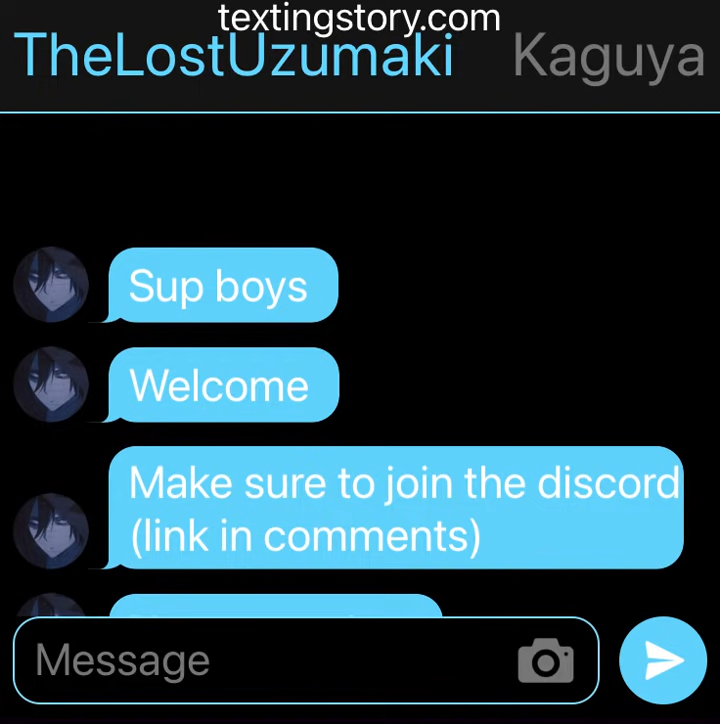 textingstory.com
TheLostUzumaki Kaguya
Sup boys
Welcome
Make sure to join the discord
(link in comments)
Message